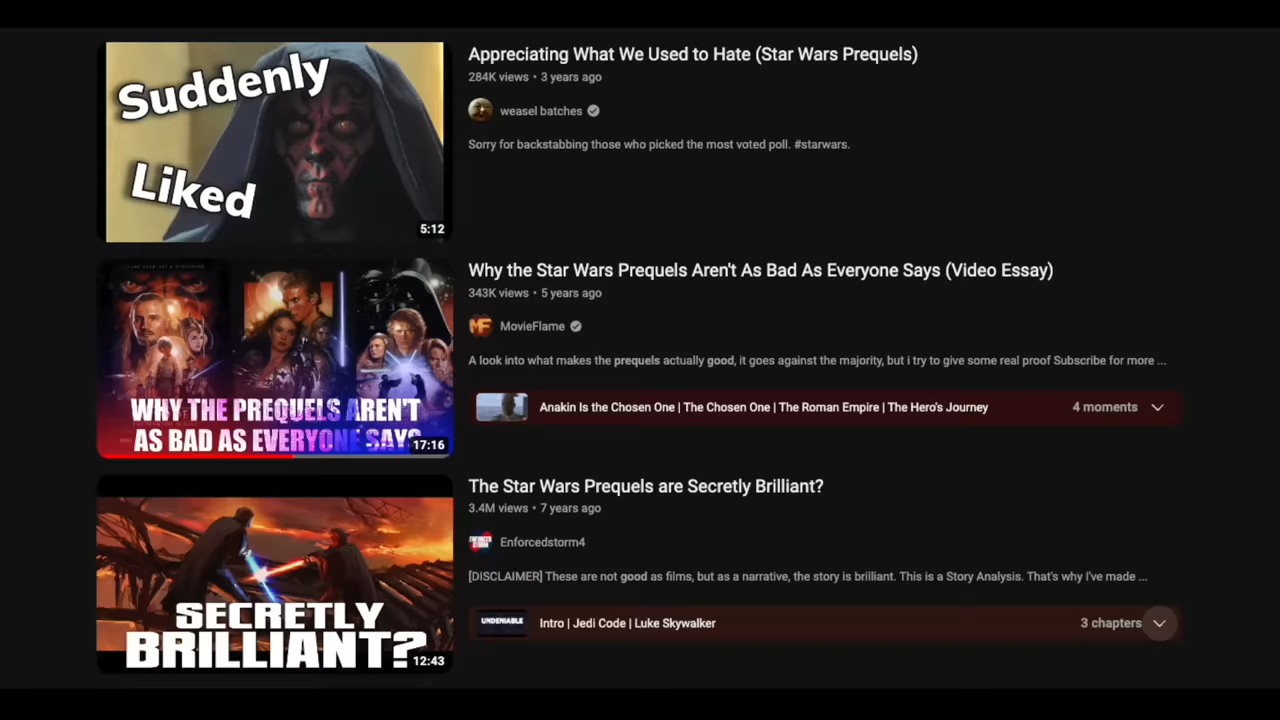 Suddenly
Liked
5:12
Appreciating What We Used to Hate (Star Wars Prequels)
284K views • 3 years ago
weasel batches
Sorry for backstabbing those who picked the most voted poll. #starwars.
WHY THE PREQUELS AREN'T
AS BAD AS EVERYONE SAYS
17:16
Why the Star Wars Prequels Aren't As Bad As Everyone Says (Video Essay)
343K views • 5 years ago
MF
MovieFlame
A look into what makes the prequels actually good, it goes against the majority, but i try to give some real proof Subscribe for more ...
Anakin Is the Chosen One | The Chosen One | The Roman Empire | The Hero's Journey
4 moments
SECRETLY
BRILLIANT?
12:43
The Star Wars Prequels are Secretly Brilliant?
3.4M views • 7 years ago
ENFORCED
STORM
Enforcedstorm4
[DISCLAIMER] These are not good as films, but as a narrative, the story is brilliant. This is a Story Analysis. That's why I've made ...
UNDENIABLE
Intro | Jedi Code | Luke Skywalker
3 chapters